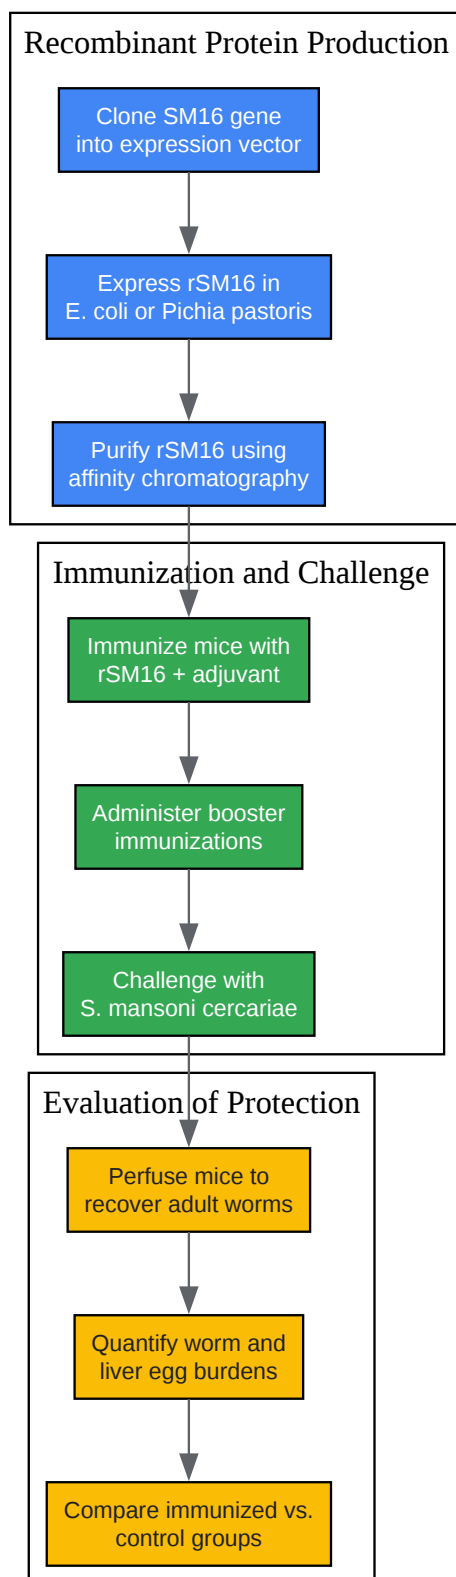 Recombinant Protein Production
Clone SM16 gene
into expression vector
Express rSM16 in
E. coli or Pichia pastoris
Purify rSM16 using
affinity chromatography
Immunization and Challenge
Immunize mice with
rSM16 + adjuvant
Administer booster
immunizations
Challenge with
S. mansoni cercariae
Evaluation of Protection
Perfuse mice to
recover adult worms
Quantify worm and
liver egg burdens
Compare immunized vs.
control groups